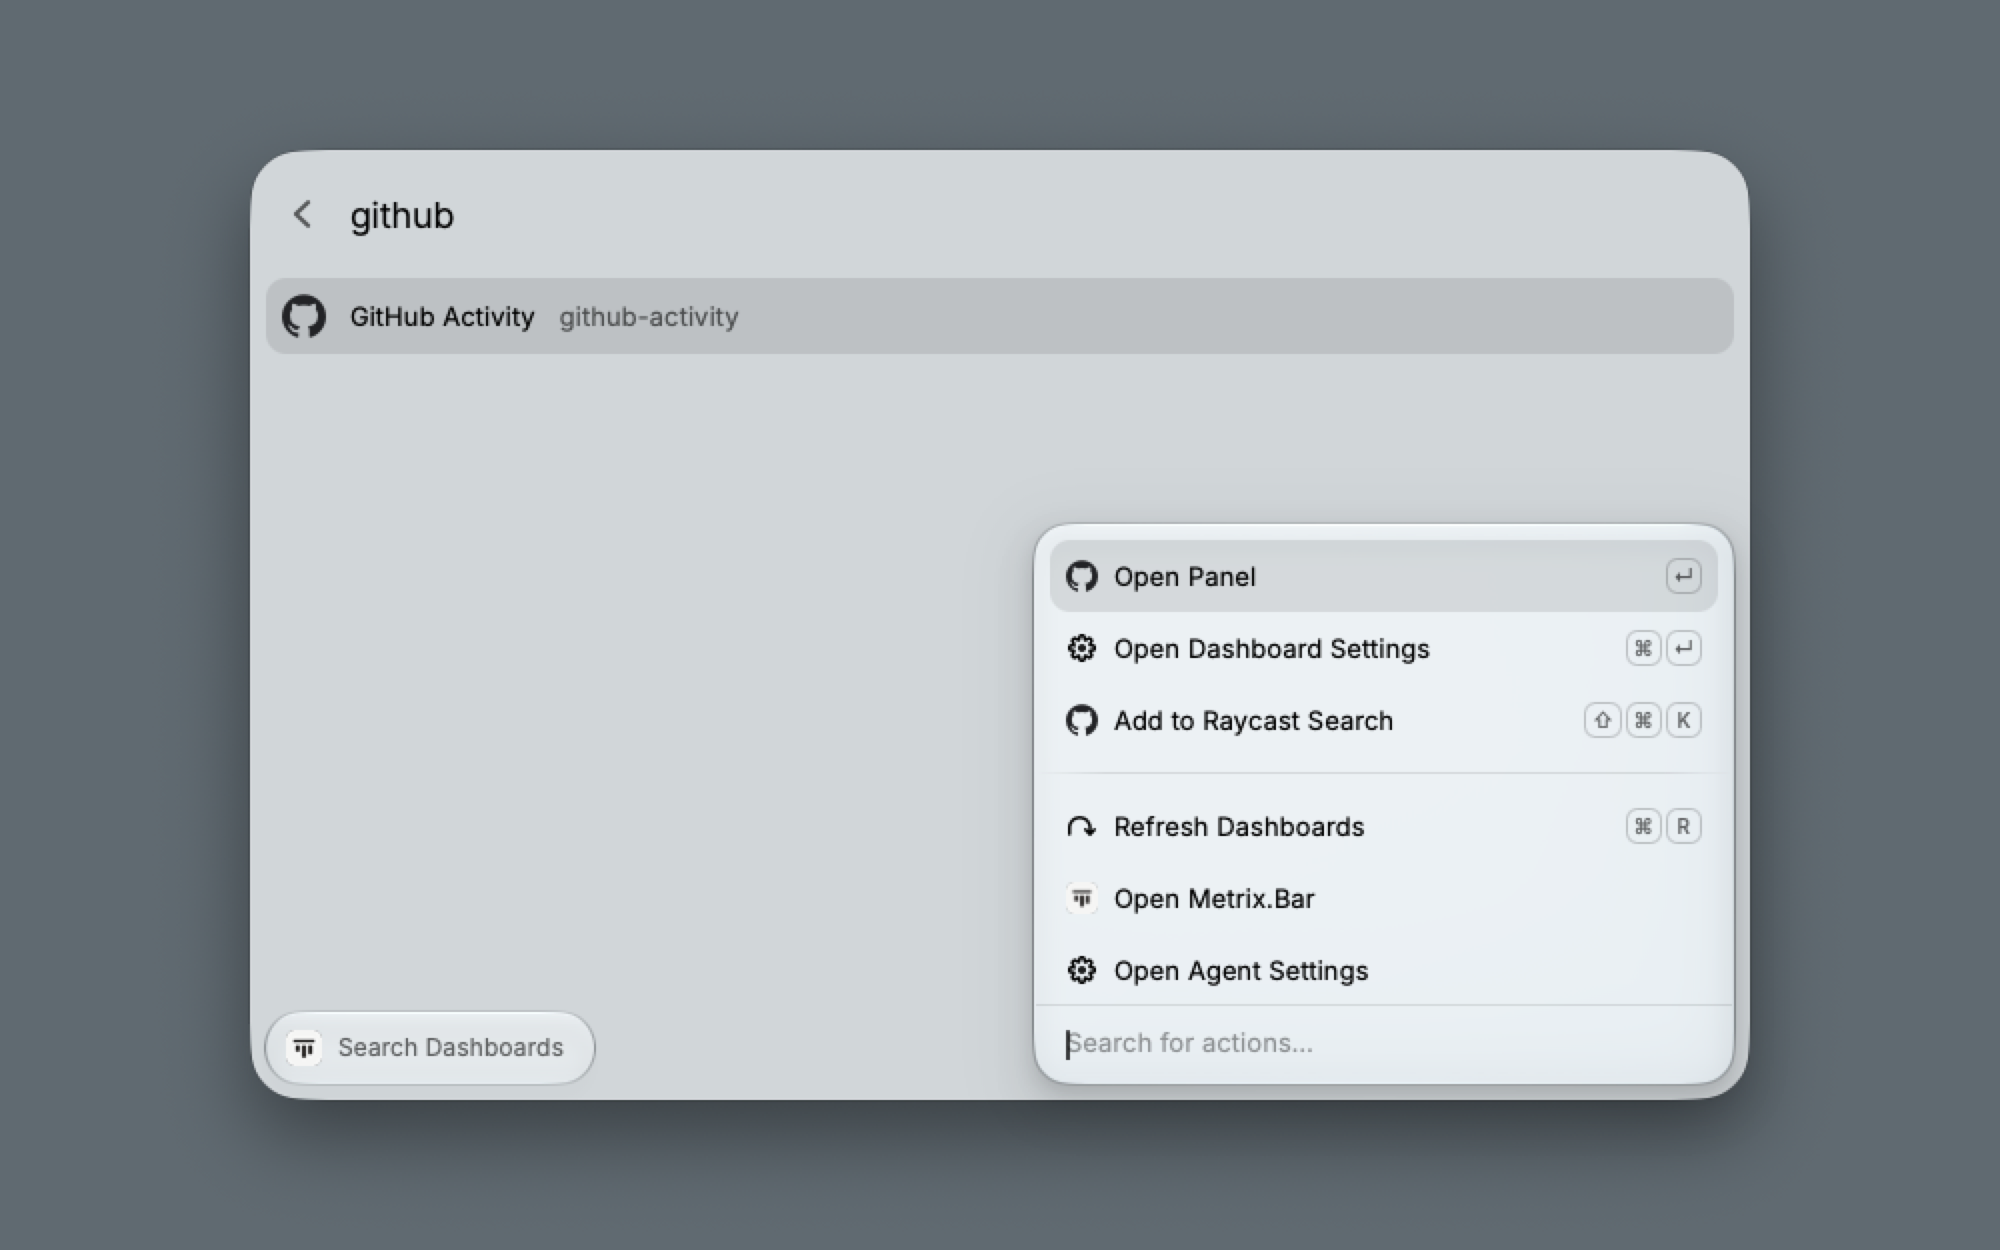 github
GitHub Activity github-activity
Open Panel ↵
Open Dashboard Settings ⌘ ↵
Add to Raycast Search ⇧ ⌘ K
Refresh Dashboards ⌘ R
Open Metrix.Bar
Open Agent Settings
Search for actions...
Search Dashboards